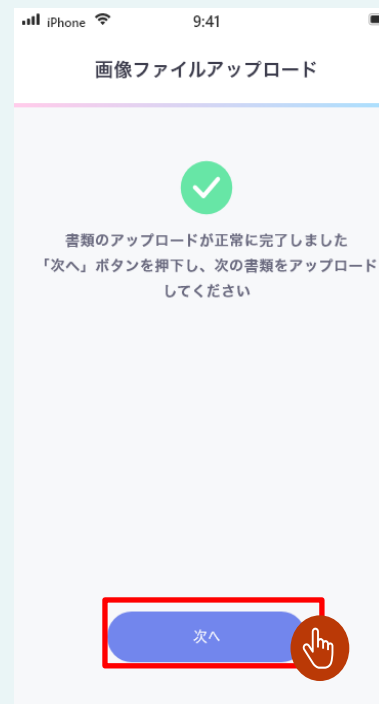 iPhone 9:41
画像ファイルアップロード
書類のアップロードが正常に完了しました
「次へ」ボタンを押下し、次の書類をアップロード
してください
次へ